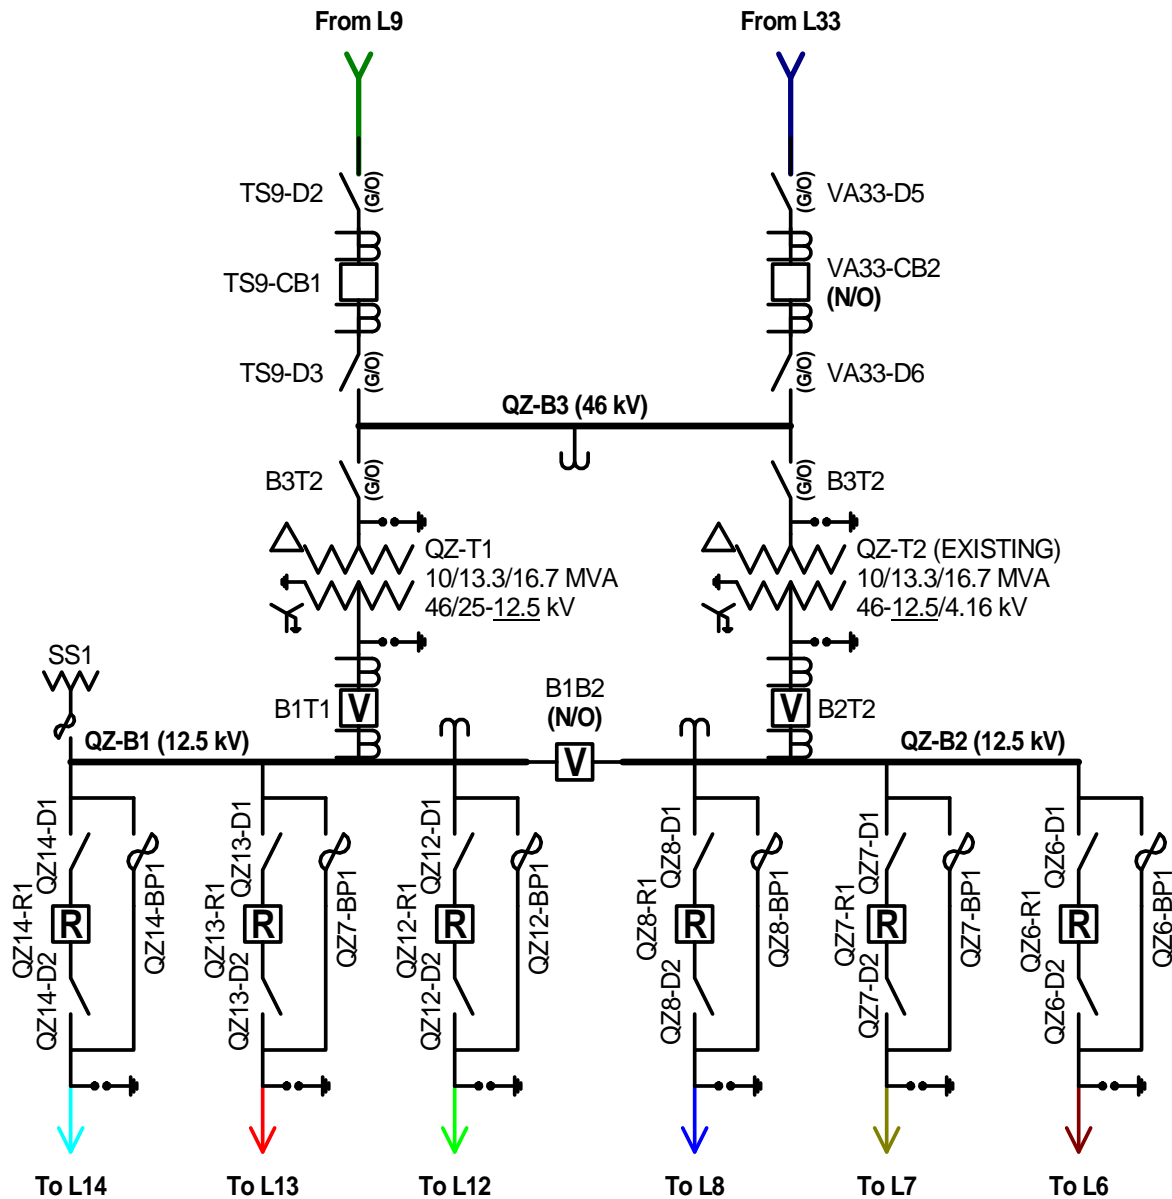 From L9
From L33
TS9-D2
(G/O)
VA33-D5
(G/O)
TS9-CB1
VA33-CB2
(N/O)
TS9-D3
(G/O)
VA33-D6
(G/O)
QZ-B3 (46 kV)
B3T2
(G/O)
B3T2
(G/O)
QZ-T1
10/13.3/16.7 MVA
46/25-12.5 kV
QZ-T2 (EXISTING)
10/13.3/16.7 MVA
46-12.5/4.16 kV
SS1
B1T1
V
B1B2
(N/O)
V
B2T2
V
QZ-B1 (12.5 kV)
QZ-B2 (12.5 kV)
QZ14-D1
QZ14-R1
R
QZ14-D2
QZ14-BP1
QZ13-D1
QZ13-R1
R
QZ13-D2
QZ7-BP1
QZ12-D1
QZ12-R1
R
QZ12-D2
QZ12-BP1
QZ8-D1
QZ8-R1
R
QZ8-D2
QZ8-BP1
QZ7-D1
QZ7-R1
R
QZ7-D2
QZ7-BP1
QZ6-D1
QZ6-R1
R
QZ6-D2
QZ6-BP1
To L14
To L13
To L12
To L8
To L7
To L6